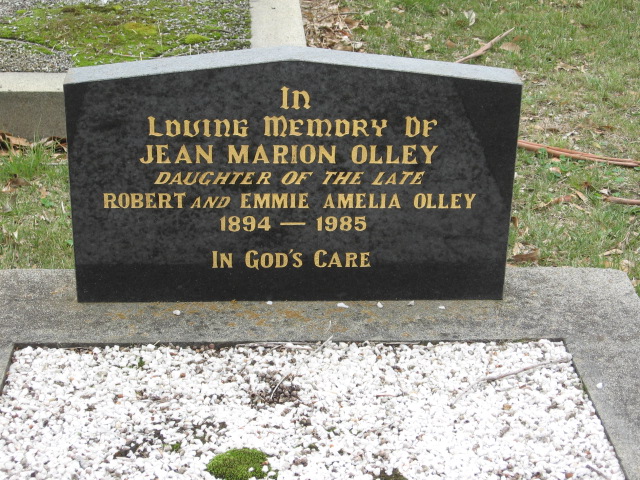 In
Loving Memory Of
JEAN MARION OLLEY
DAUGHTER OF THE LATE
ROBERT AND EMMIE AMELIA OLLEY
1894 — 1985
IN GOD'S CARE